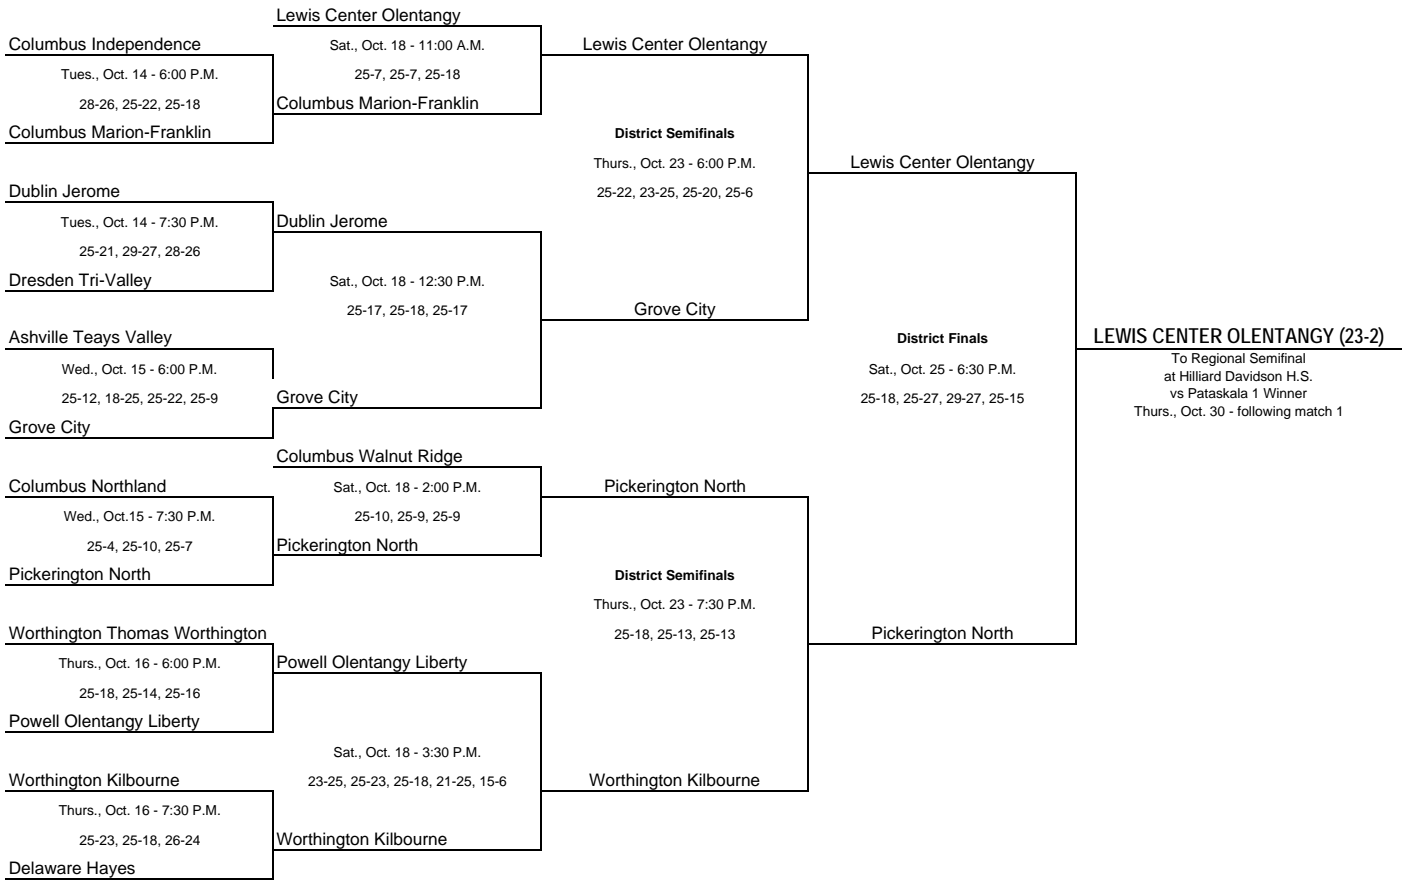 Lewis Center Olentangy
Columbus Independence
Sat., Oct. 18 - 11:00 A.M.
Lewis Center Olentangy
Tues., Oct. 14 - 6:00 P.M.
25-7, 25-7, 25-18
28-26, 25-22, 25-18
Columbus Marion-Franklin
Columbus Marion-Franklin
District Semifinals
Thurs., Oct. 23 - 6:00 P.M.
Lewis Center Olentangy
Dublin Jerome
25-22, 23-25, 25-20, 25-6
Tues., Oct. 14 - 7:30 P.M.
Dublin Jerome
25-21, 29-27, 28-26
Dresden Tri-Valley
Sat., Oct. 18 - 12:30 P.M.
25-17, 25-18, 25-17
Grove City
Ashville Teays Valley
District Finals
LEWIS CENTER OLENTANGY (23-2)
To Regional Semifinal
Wed., Oct. 15 - 6:00 P.M.
Sat., Oct. 25 - 6:30 P.M.
at Hilliard Davidson H.S.
vs Pataskala 1 Winner
25-12, 18-25, 25-22, 25-9
Grove City
25-18, 25-27, 29-27, 25-15
Thurs., Oct. 30 - following match 1
Grove City
Columbus Walnut Ridge
Columbus Northland
Sat., Oct. 18 - 2:00 P.M.
Pickerington North
Wed., Oct.15 - 7:30 P.M.
25-10, 25-9, 25-9
25-4, 25-10, 25-7
Pickerington North
Pickerington North
District Semifinals
Thurs., Oct. 23 - 7:30 P.M.
Worthington Thomas Worthington
25-18, 25-13, 25-13
Pickerington North
Thurs., Oct. 16 - 6:00 P.M.
Powell Olentangy Liberty
25-18, 25-14, 25-16
Powell Olentangy Liberty
Sat., Oct. 18 - 3:30 P.M.
Worthington Kilbourne
23-25, 25-23, 25-18, 21-25, 15-6
Worthington Kilbourne
Thurs., Oct. 16 - 7:30 P.M.
25-23, 25-18, 26-24
Worthington Kilbourne
Delaware Hayes